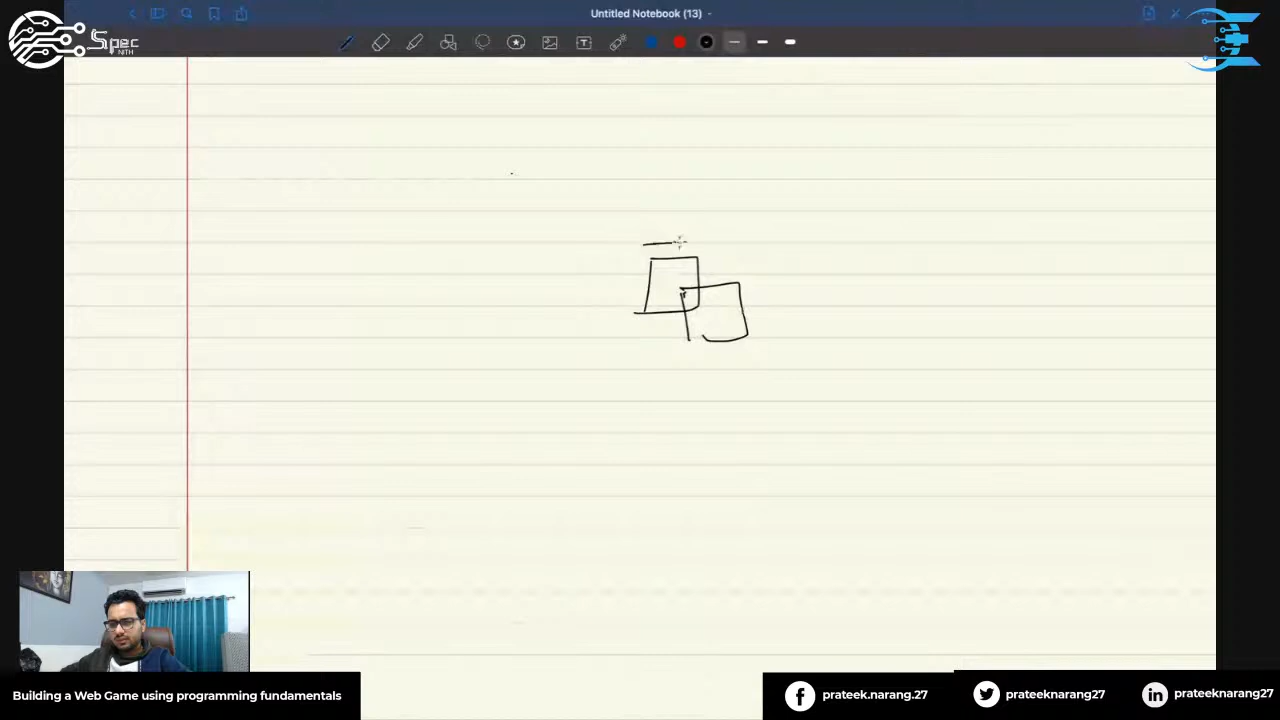 Untitled Notebook (13)
Spec
NITH
T
Building a Web Game using programming fundamentals
prateek.narang.27
prateeknarang27
prateeknarang27